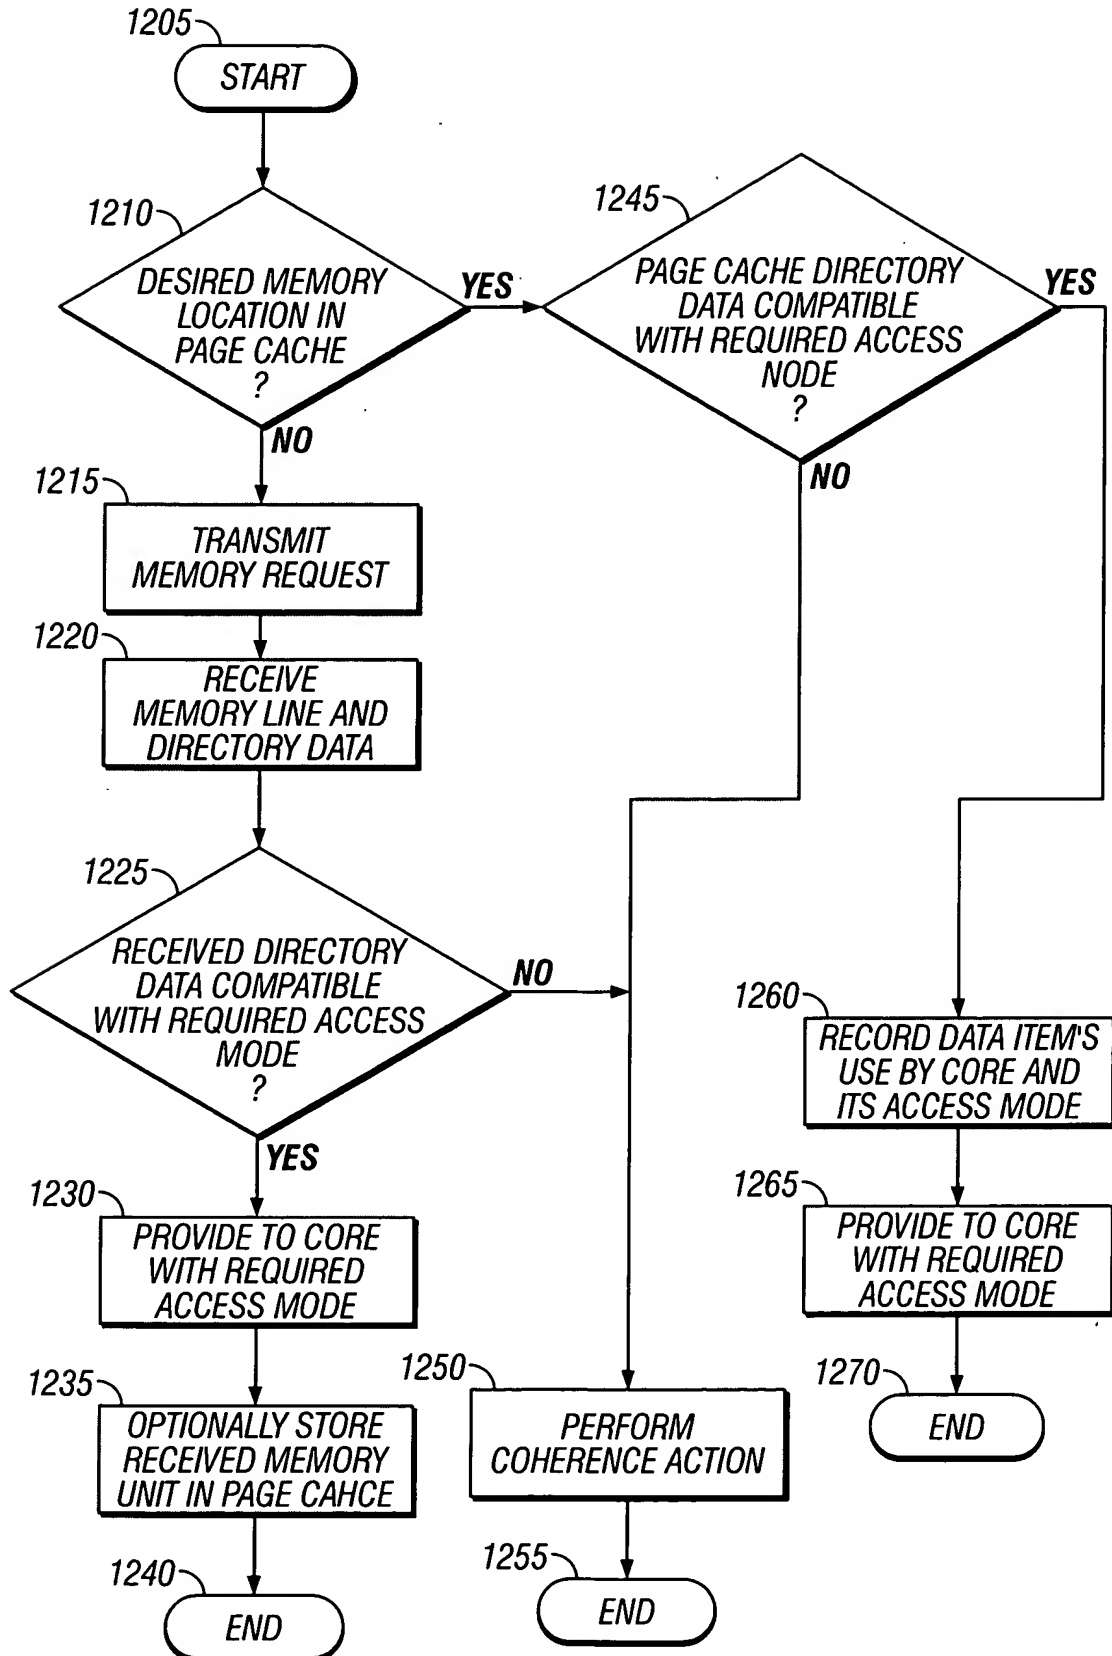 1205
START
1210
DESIRED MEMORY
LOCATION IN
PAGE CACHE
?
YES
NO
1245
PAGE CACHE DIRECTORY
DATA COMPATIBLE
WITH REQUIRED ACCESS
NODE
?
YES
NO
1215
TRANSMIT
MEMORY REQUEST
1220
RECEIVE
MEMORY LINE AND
DIRECTORY DATA
1225
RECEIVED DIRECTORY
DATA COMPATIBLE
WITH REQUIRED ACCESS
MODE
?
NO
YES
1260
RECORD DATA ITEM'S
USE BY CORE AND
ITS ACCESS MODE
1230
PROVIDE TO CORE
WITH REQUIRED
ACCESS MODE
1265
PROVIDE TO CORE
WITH REQUIRED
ACCESS MODE
1235
OPTIONALLY STORE
RECEIVED MEMORY
UNIT IN PAGE CAHCE
1250
PERFORM
COHERENCE ACTION
1270
END
1240
END
1255
END